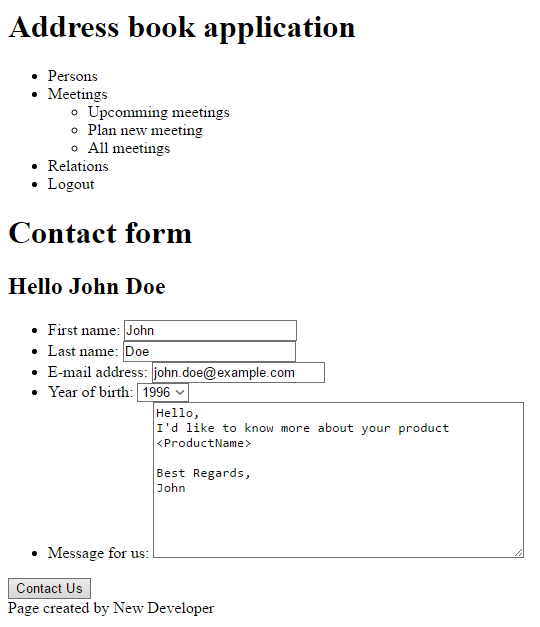 Address book application
Persons
Meetings
Upcomming meetings
Plan new meeting
All meetings
Relations
Logout
Contact form
Hello John Doe
First name: John
Last name: Doe
E-mail address: john.doe@example.com
Year of birth: 1996
Hello,
I'd like to know more about your product
<ProductName>
Best Regards,
John
Message for us:
Contact Us
Page created by New Developer